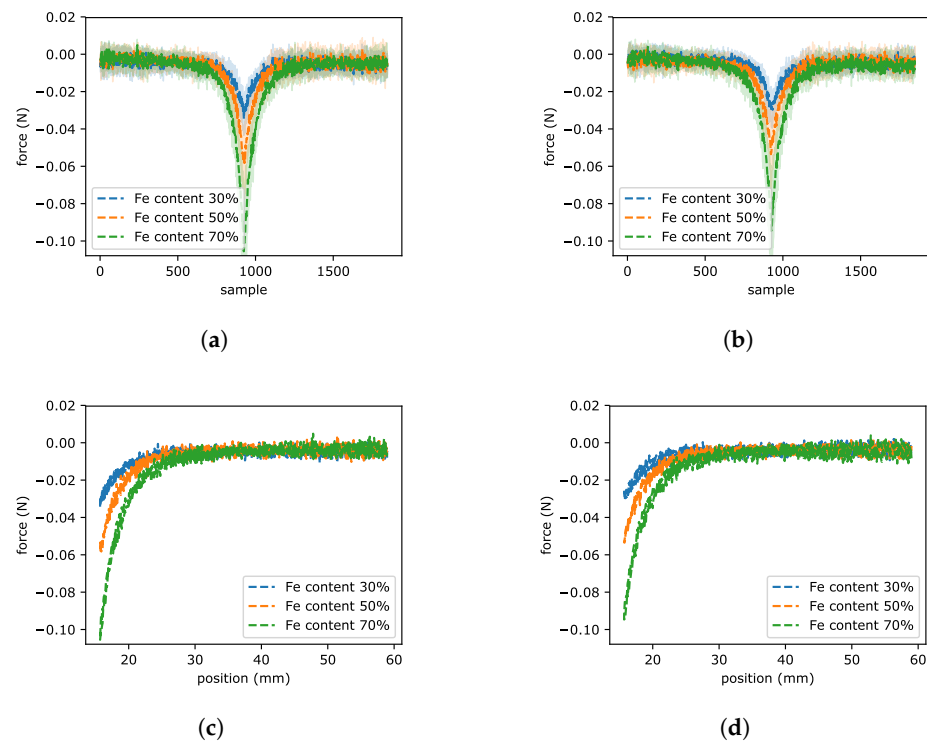 0.02
0.00
−0.02
−0.04
−0.06
−0.08
−0.10
force (N)
Fe content 30%
Fe content 50%
Fe content 70%
0 500 1000 1500
sample
(a)
0.02
0.00
−0.02
−0.04
−0.06
−0.08
−0.10
force (N)
Fe content 30%
Fe content 50%
Fe content 70%
0 500 1000 1500
sample
(b)
0.02
0.00
−0.02
−0.04
−0.06
−0.08
−0.10
force (N)
Fe content 30%
Fe content 50%
Fe content 70%
20 30 40 50 60
position (mm)
(c)
0.02
0.00
−0.02
−0.04
−0.06
−0.08
−0.10
force (N)
Fe content 30%
Fe content 50%
Fe content 70%
20 30 40 50 60
position (mm)
(d)